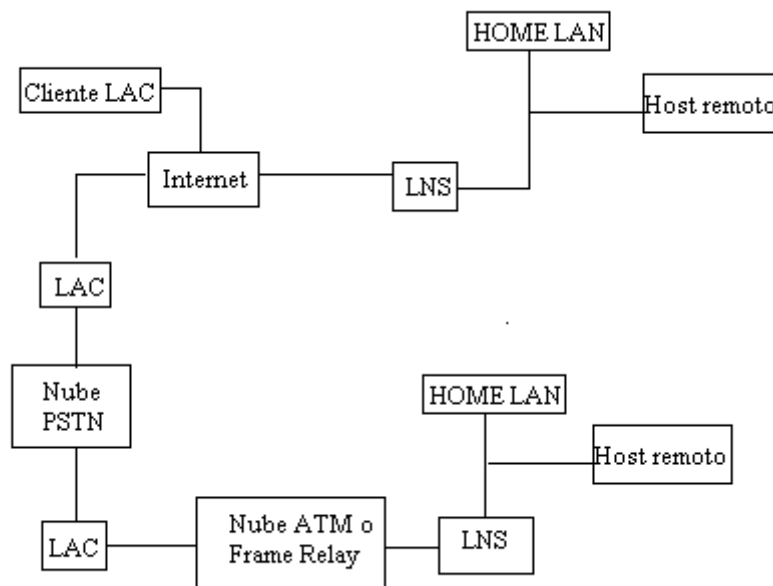 HOME LAN
Cliente LAC
Host remoto
Internet
LNS
LAC
Nube
PSTN
HOME LAN
Host remoto
LAC
Nube ATM o
Frame Relay
LNS